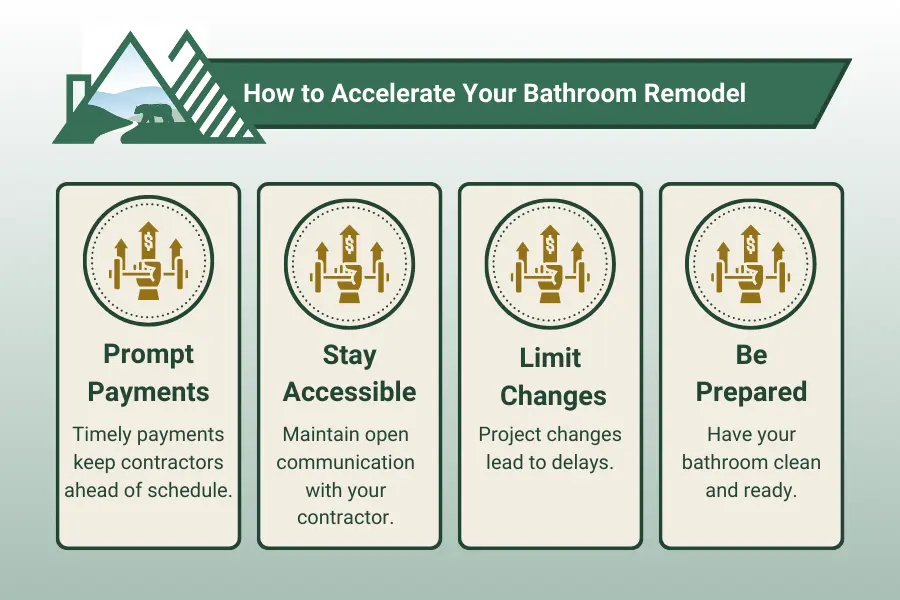 How to Accelerate Your Bathroom Remodel
$
Prompt
Payments
Timely payments
keep contractors
ahead of schedule.
$
Stay
Accessible
Maintain open
communication
with your
contractor.
$
Limit
Changes
Project changes
lead to delays.
$
Be
Prepared
Have your
bathroom clean
and ready.